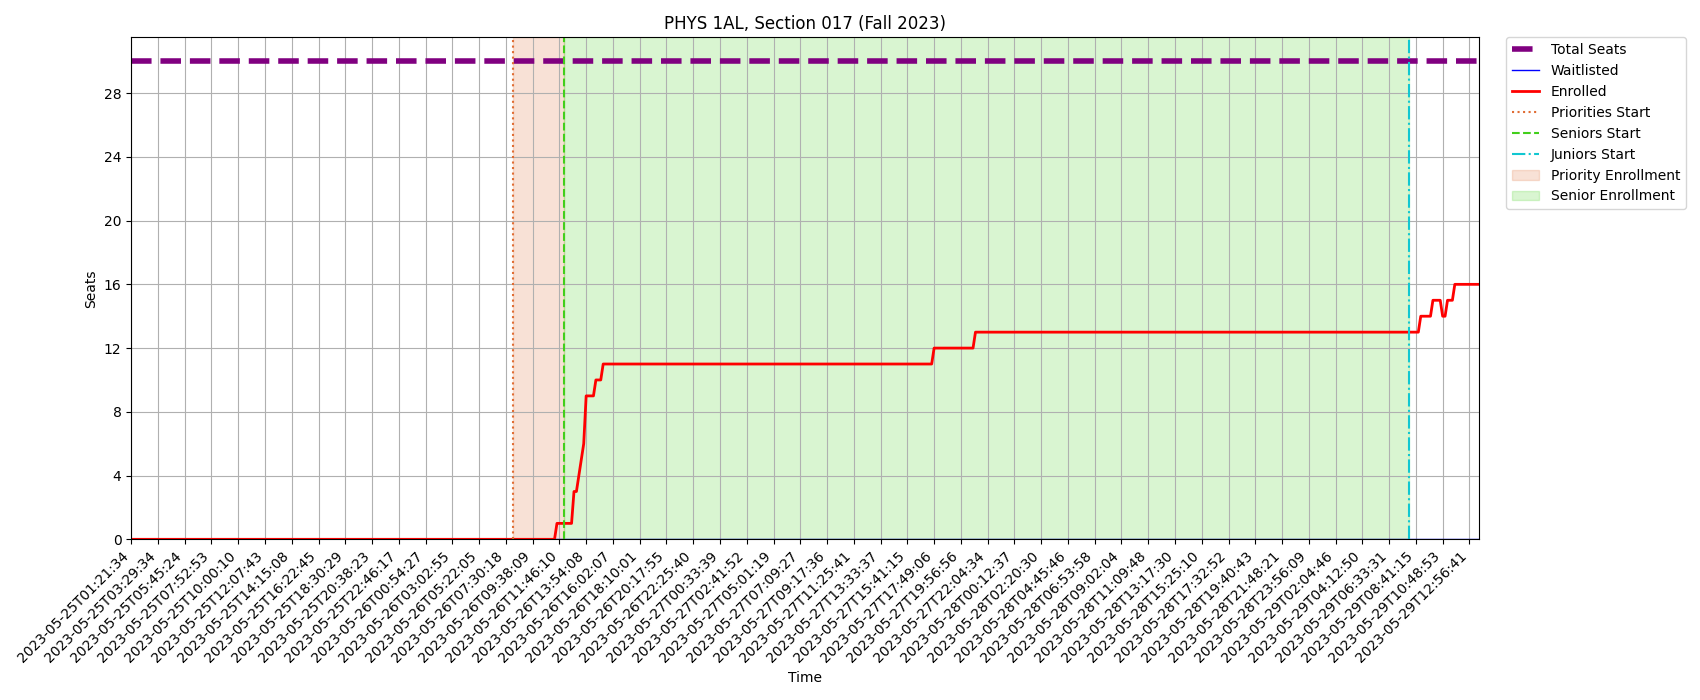 PHYS 1AL, Section 017 (Fall 2023)
Total Seats
Waitlisted
Enrolled
Priorities Start
Seniors Start
Juniors Start
Priority Enrollment
Senior Enrollment
Seats
28
24
20
16
12
8
4
0
2023-05-25T01:21:34
2023-05-25T03:29:34
2023-05-25T05:45:24
2023-05-25T07:52:53
2023-05-25T10:00:10
2023-05-25T12:07:43
2023-05-25T14:15:08
2023-05-25T16:22:45
2023-05-25T18:30:29
2023-05-25T20:38:23
2023-05-25T22:46:17
2023-05-26T00:54:27
2023-05-26T03:02:55
2023-05-26T05:22:05
2023-05-26T07:30:18
2023-05-26T09:38:09
2023-05-26T11:46:10
2023-05-26T13:54:08
2023-05-26T16:02:07
2023-05-26T18:10:01
2023-05-26T20:17:55
2023-05-26T22:25:40
2023-05-27T00:33:39
2023-05-27T02:41:52
2023-05-27T05:01:19
2023-05-27T07:09:27
2023-05-27T09:17:36
2023-05-27T11:25:41
2023-05-27T13:33:37
2023-05-27T15:41:15
2023-05-27T17:49:06
2023-05-27T19:56:56
2023-05-27T22:04:34
2023-05-28T00:12:37
2023-05-28T02:20:30
2023-05-28T04:45:46
2023-05-28T06:53:58
2023-05-28T09:02:04
2023-05-28T11:09:48
2023-05-28T13:17:30
2023-05-28T15:25:10
2023-05-28T17:32:52
2023-05-28T19:40:43
2023-05-28T21:48:21
2023-05-28T23:56:09
2023-05-29T02:04:46
2023-05-29T04:12:50
2023-05-29T06:33:31
2023-05-29T08:41:15
2023-05-29T10:48:53
2023-05-29T12:56:41
Time